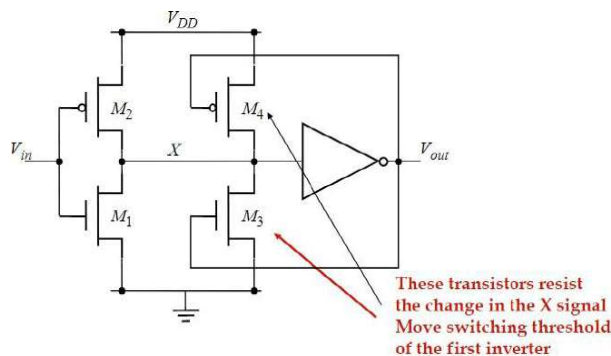 V_DD
M_2
M_4
V_in
X
V_out
M_1
M_3
These transistors resist
the change in the X signal
Move switching threshold
of the first inverter